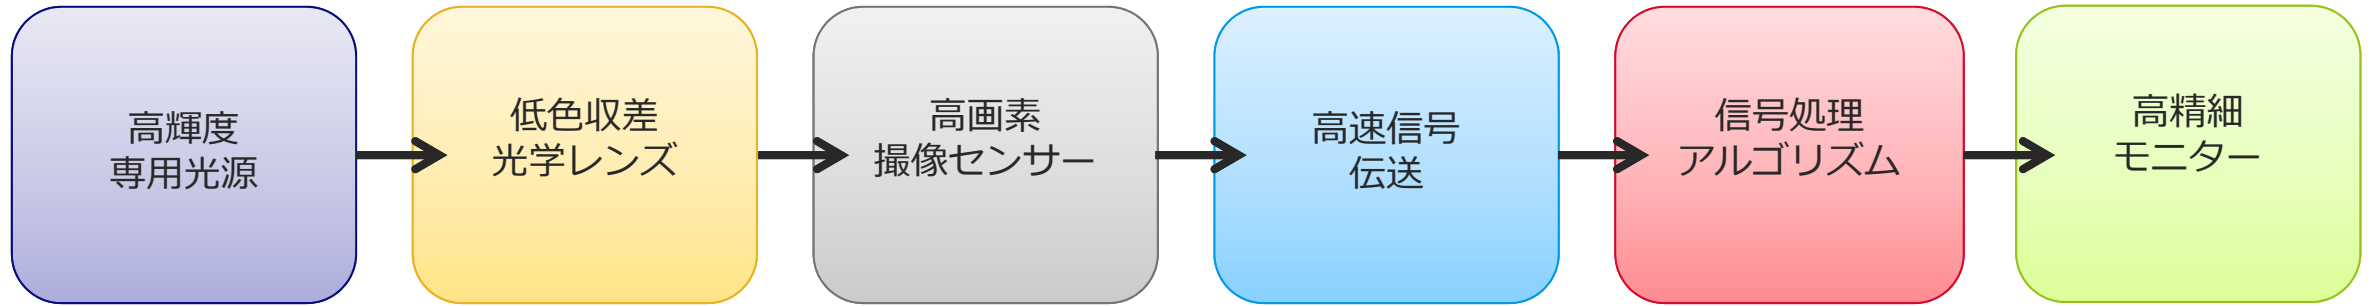 高輝度
専用光源
低色収差
光学レンズ
高画素
撮像センサー
高速信号
伝送
信号処理
アルゴリズム
高精細
モニター